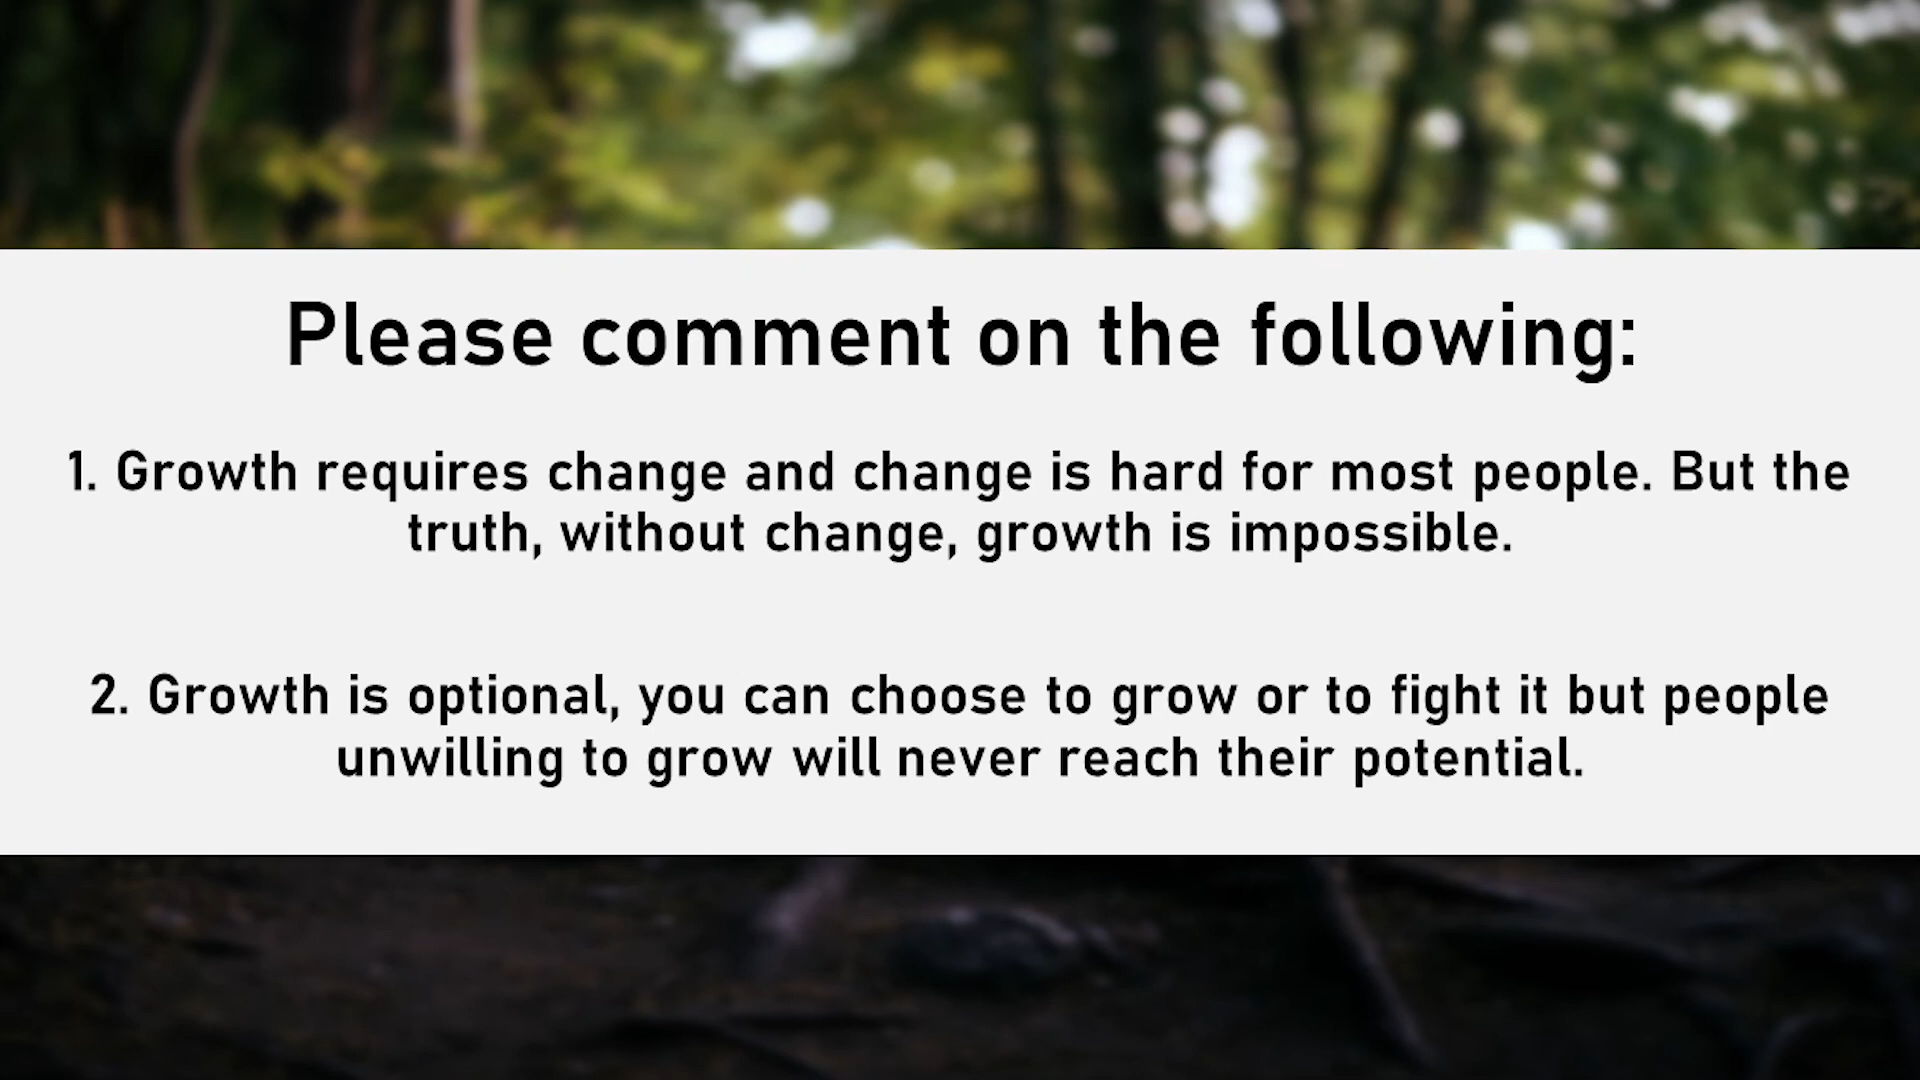 Please comment on the following:
1. Growth requires change and change is hard for most people. But the
truth, without change, growth is impossible.
2. Growth is optional, you can choose to grow or to fight it but people
unwilling to grow will never reach their potential.